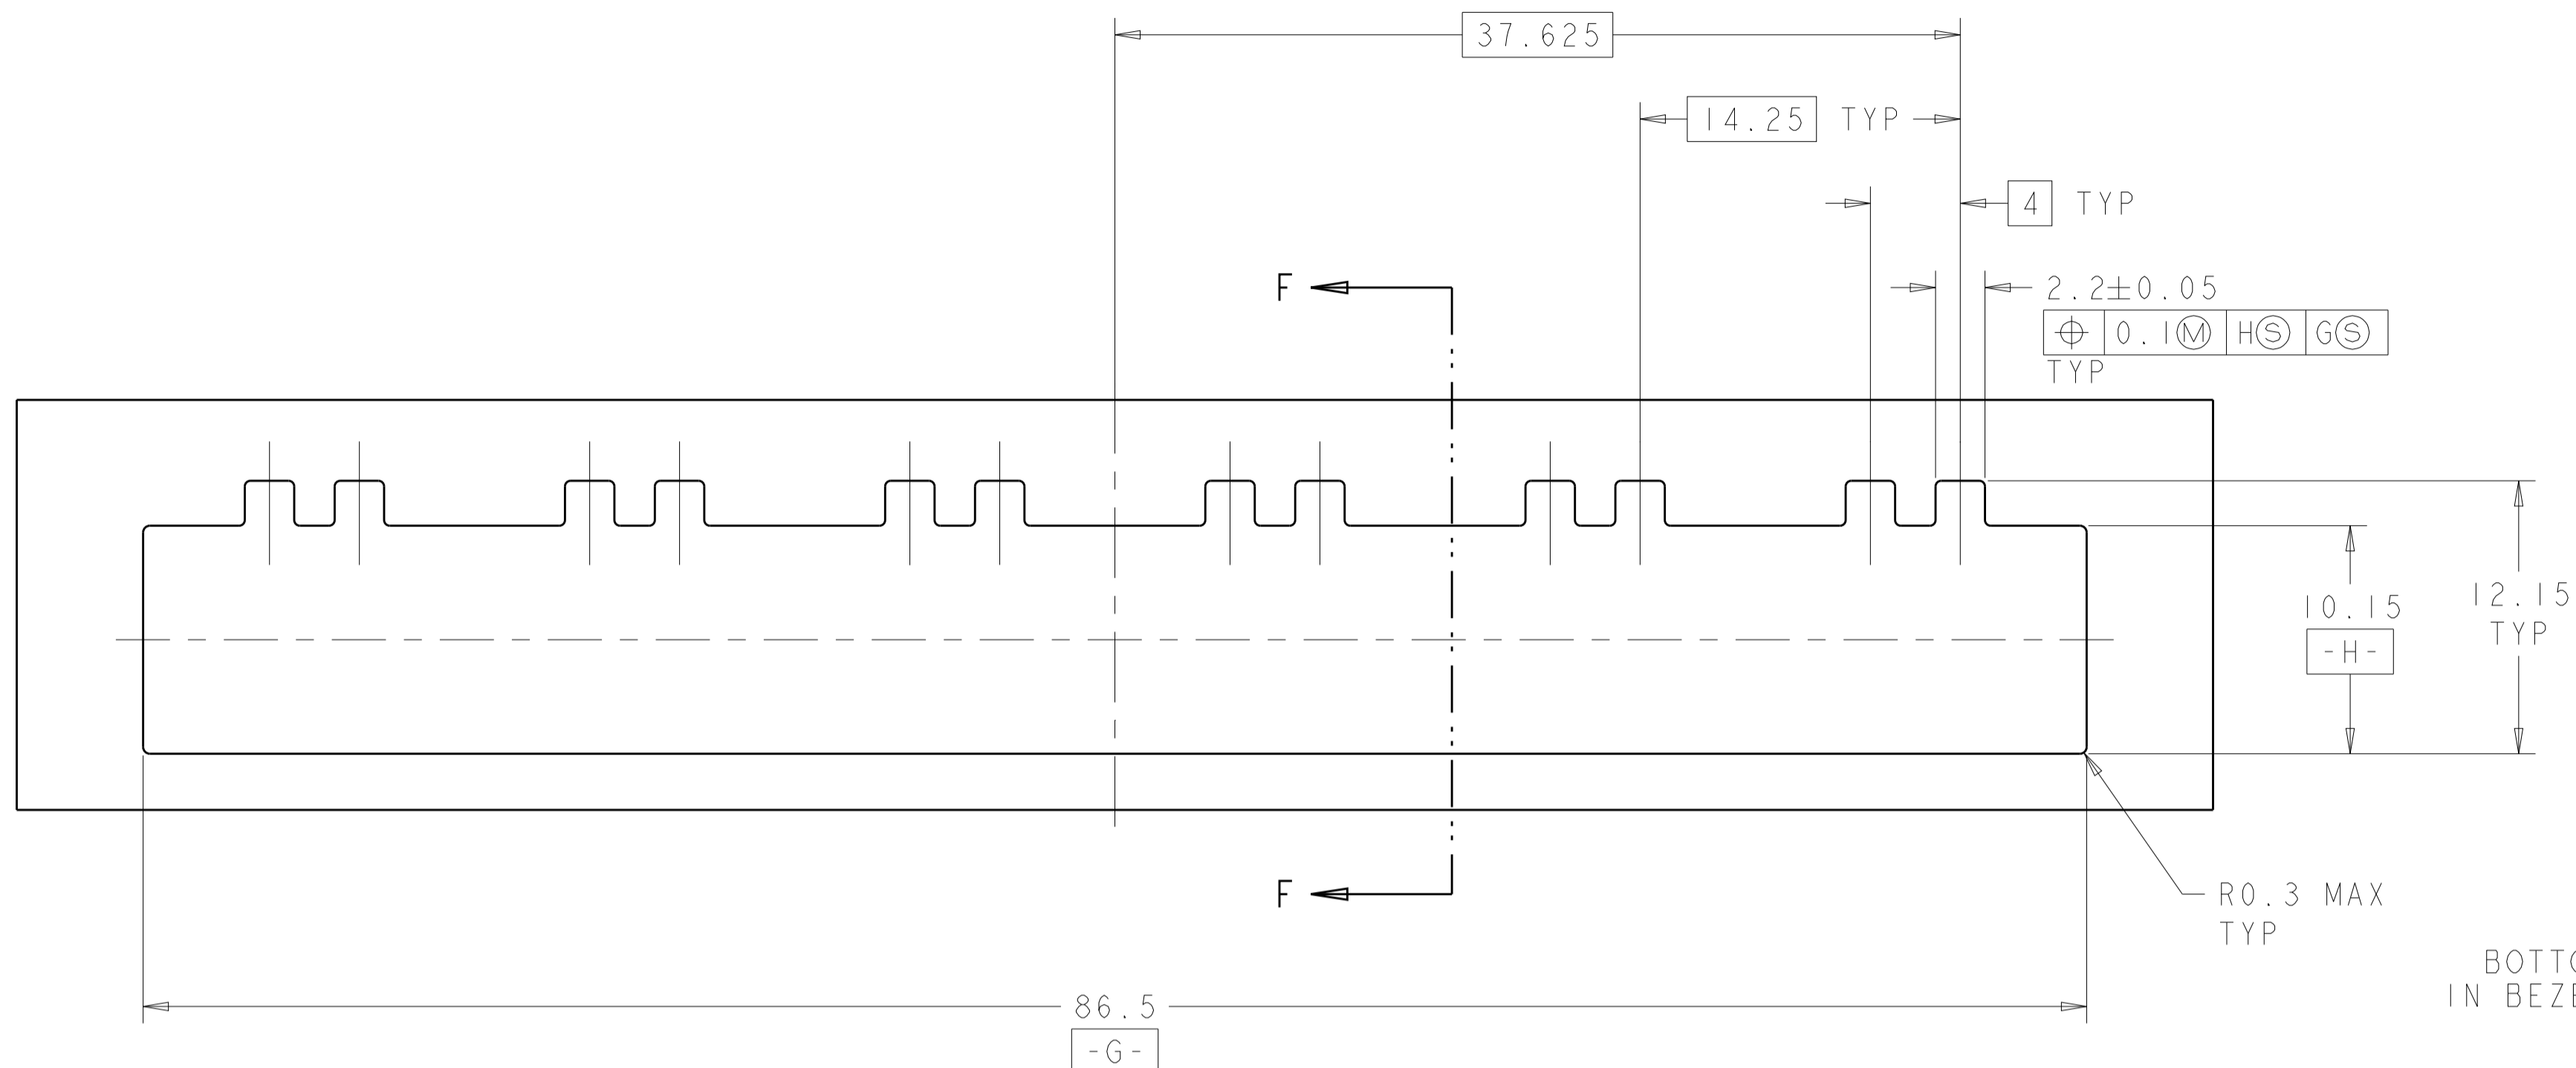 37.625
14.25 TYP
4 TYP
F
2.2±0.05
⌖ 0.1Ⓜ HⓈ GⓈ
TYP
12.15
TYP
10.15
-H-
F
R0.3 MAX
TYP
86.5
-G-
IN